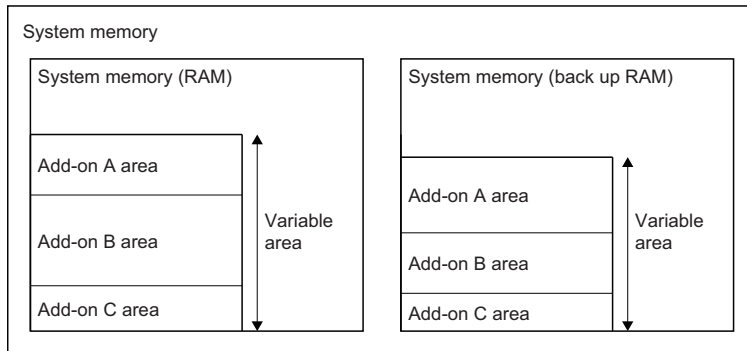 System memory
System memory (RAM)
Add-on A area
Add-on B area
Add-on C area
Variable
area
System memory (back up RAM)
Add-on A area
Add-on B area
Add-on C area
Variable
area